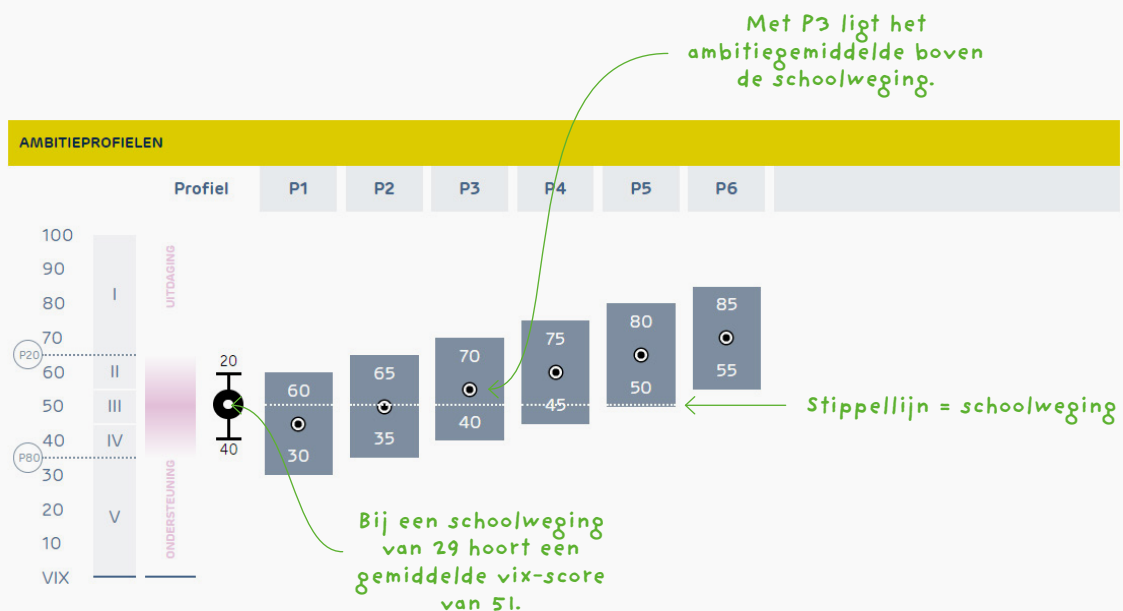 Met P3 ligt het
ambitiegemiddelde boven
de schoolweging.
AMBITIEPROFIELEN
Profiel P1 P2 P3 P4 P5 P6
100
90
80
70
P20
60
50
40
P80
30
20
10
VIX
I
II
III
IV
V
UITDAGING
ONDERSTEUNING
20
40
60
30
65
35
70
40
75
45
80
50
85
55
Stippellijn = schoolweging
Bij een schoolweging
van 29 hoort een
gemiddelde vix-score
van 51.